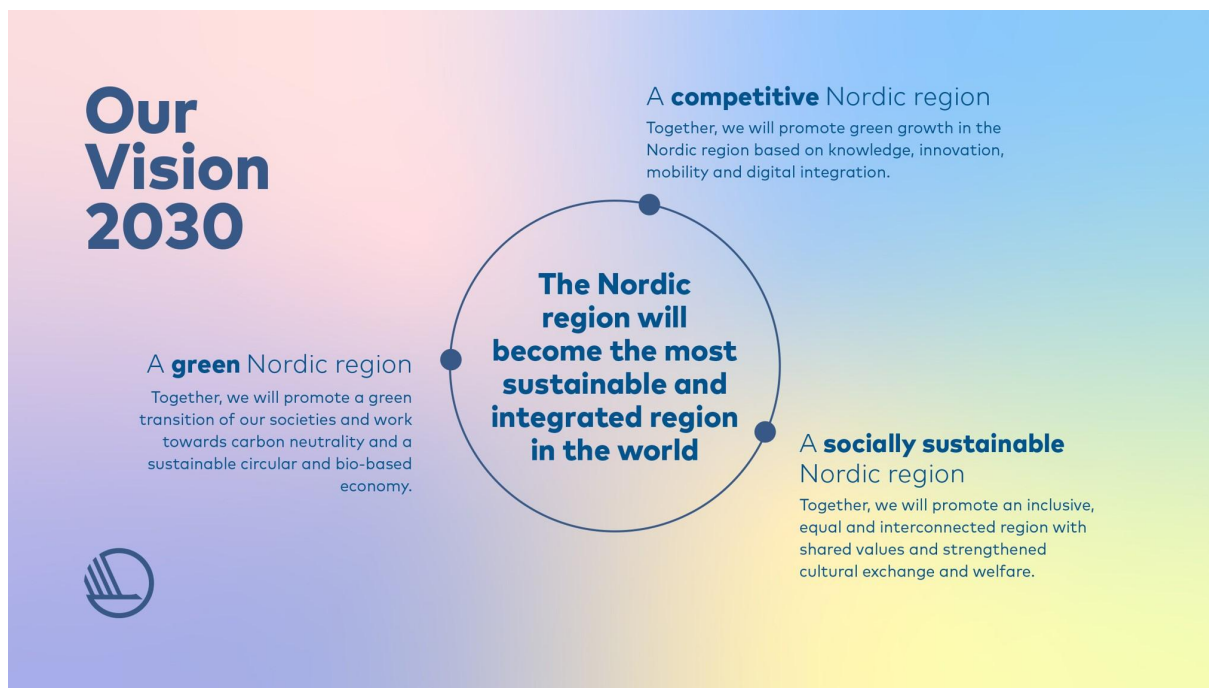 Our
Vision
2030
A competitive Nordic region
Together, we will promote green growth in the
Nordic region based on knowledge, innovation,
mobility and digital integration.
The Nordic
region will
become the most
sustainable and
integrated region
in the world
A green Nordic region
Together, we will promote a green
transition of our societies and work
towards carbon neutrality and a
sustainable circular and bio-based
economy.
A socially sustainable
Nordic region
Together, we will promote an inclusive,
equal and interconnected region with
shared values and strengthened
cultural exchange and welfare.